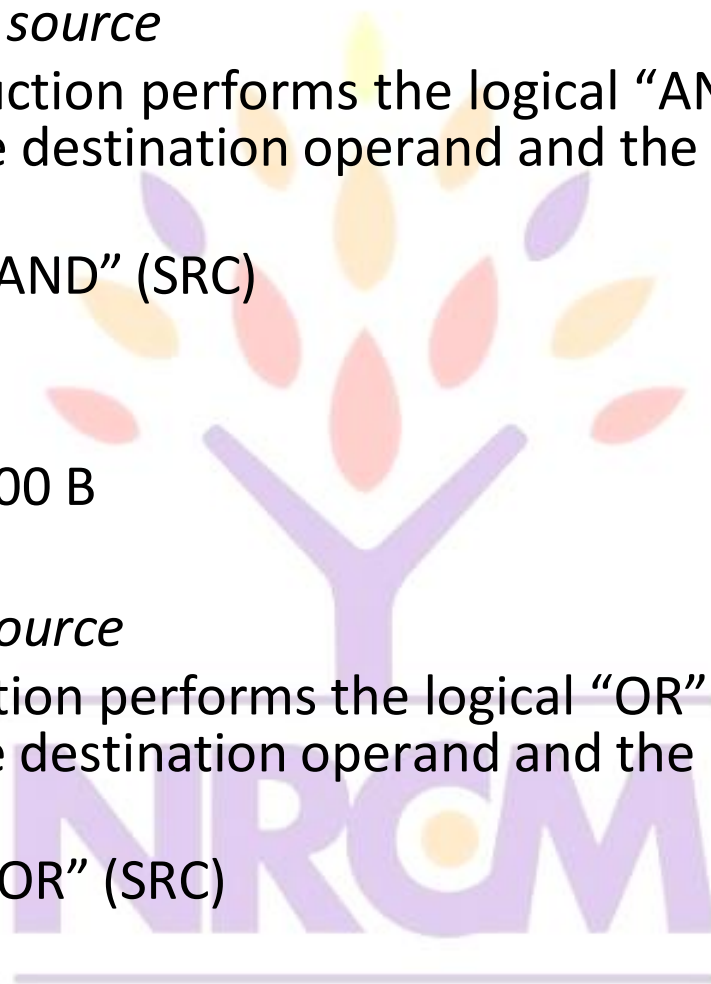 source
uction performs the logical “AN
e destination operand and the
AND” (SRC)
00 B
ource
tion performs the logical “OR”
e destination operand and the
OR” (SRC)
NRCM